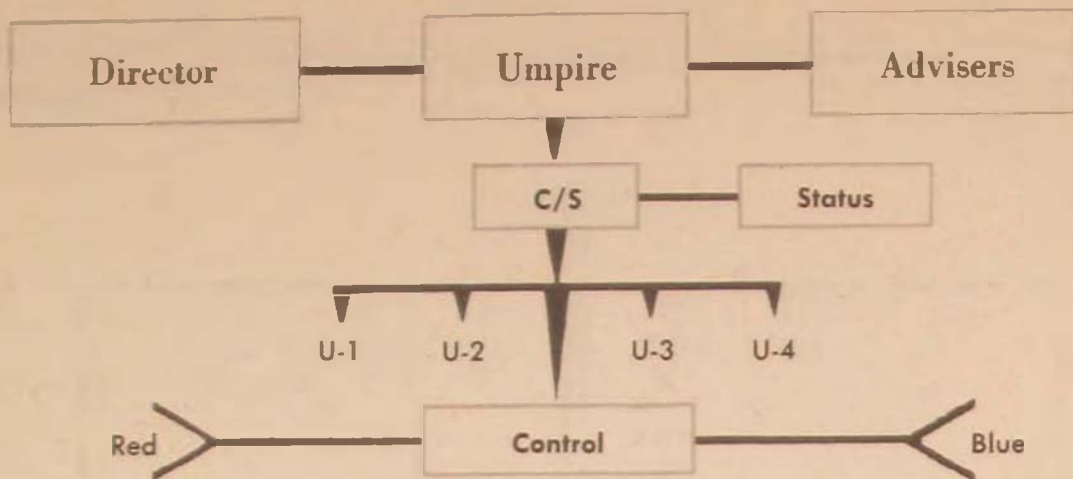 Director Umpire Advisers
C/S Status
U-1 U-2 U-3 U-4
Red Control Blue